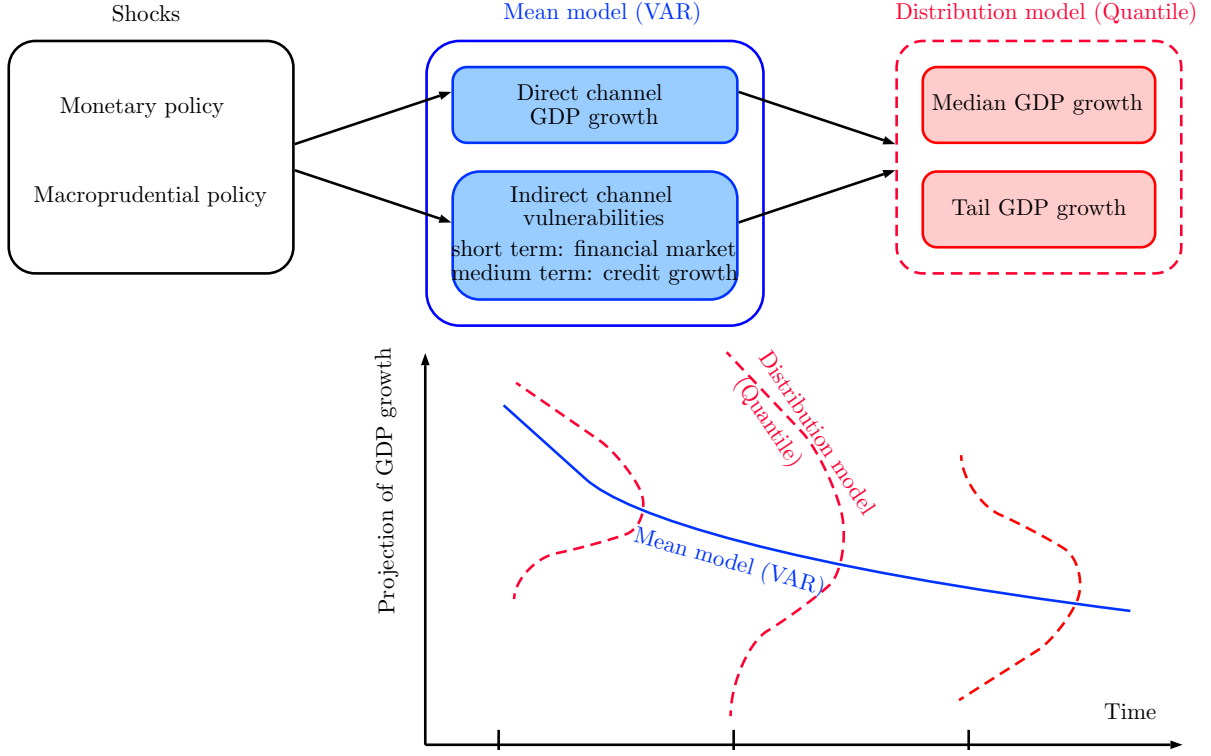 Shocks
Mean model (VAR)
Distribution model (Quantile)
Monetary policy
Macroprudential policy
Direct channel
GDP growth
Indirect channel
vulnerabilities
short term: financial market
medium term: credit growth
Median GDP growth
Tail GDP growth
Projection of GDP growth
Distribution model
(Quantile)
Mean model (VAR)
Time